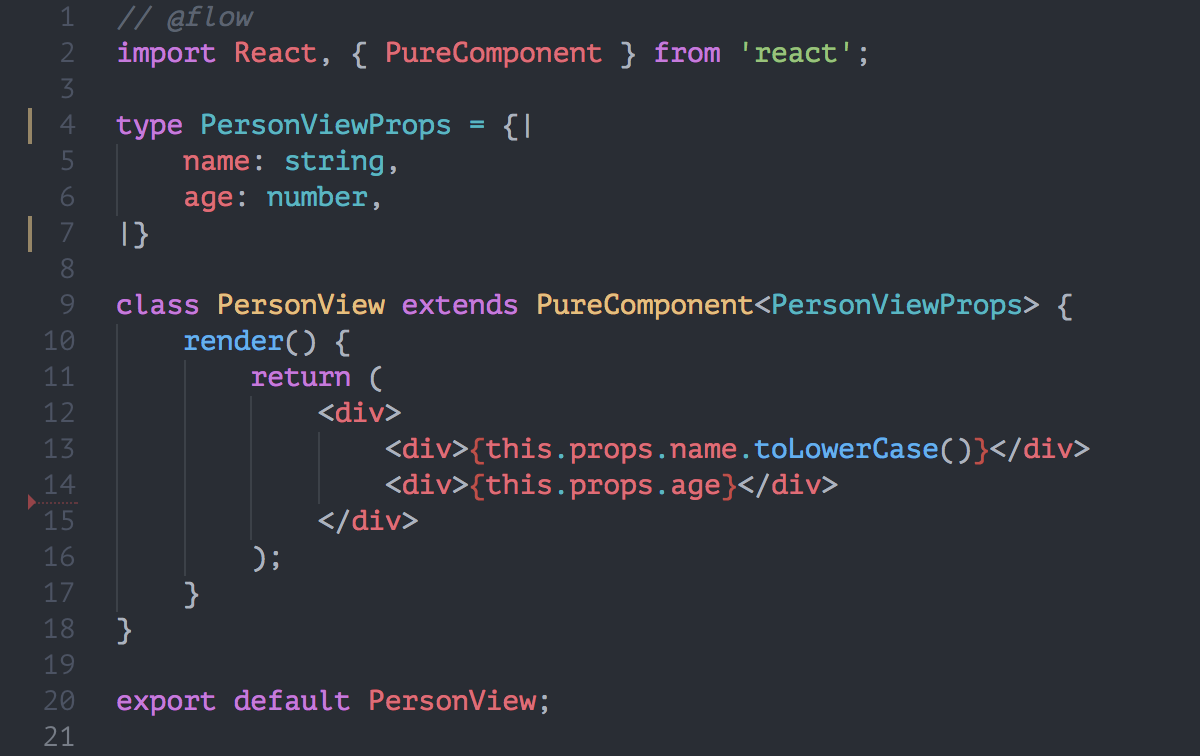 1 // @flow
2 import React, { PureComponent } from 'react';
3
4 type PersonViewProps = {|
5     name: string,
6     age: number,
7 |}
8
9 class PersonView extends PureComponent<PersonViewProps> {
10     render() {
11         return (
12             <div>
13                 <div>{this.props.name.toLowerCase()}</div>
14                 <div>{this.props.age}</div>
15             </div>
16         );
17     }
18 }
19
20 export default PersonView;
21